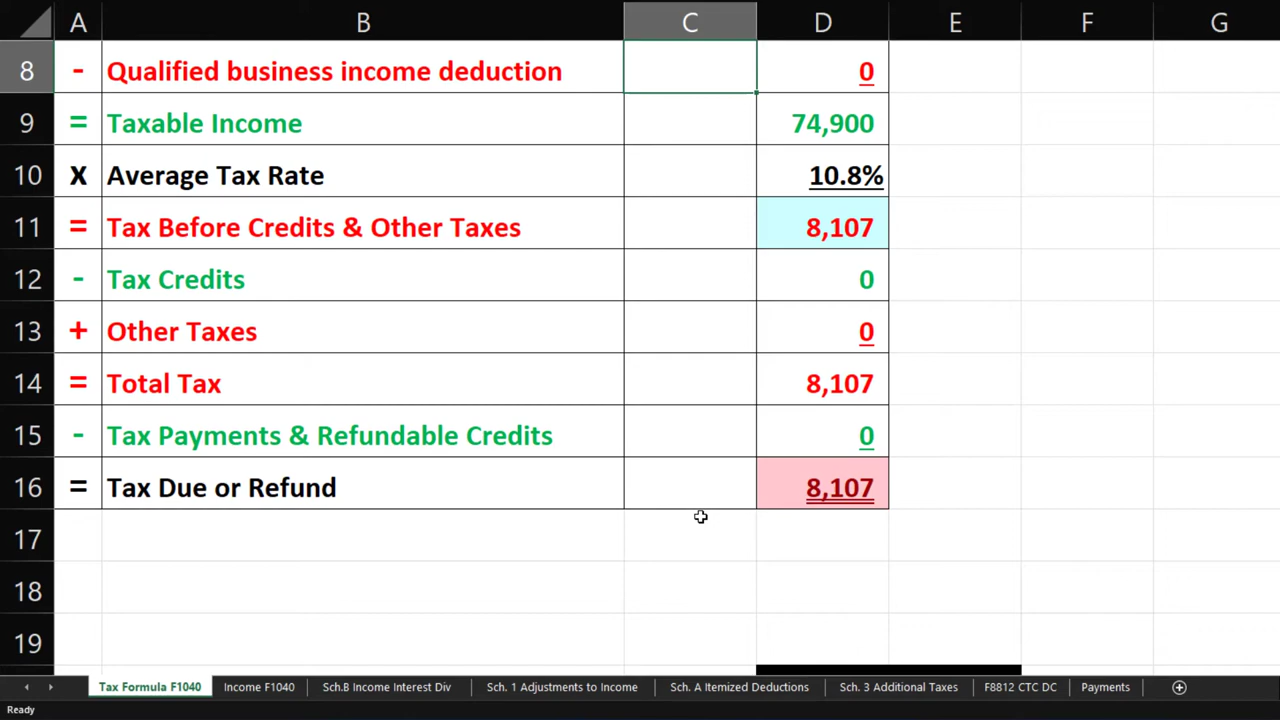 A B C D E F G
8 - Qualified business income deduction 0
9 = Taxable Income 74,900
10 x Average Tax Rate 10.8%
11 = Tax Before Credits & Other Taxes 8,107
12 - Tax Credits 0
13 + Other Taxes 0
14 = Total Tax 8,107
15 - Tax Payments & Refundable Credits 0
16 = Tax Due or Refund 8,107
17
18
19
Tax Formula F1040 Income F1040 Sch.B Income Interest Div Sch. 1 Adjustments to Income Sch. A Itemized Deductions Sch. 3 Additional Taxes F8812 CTC DC Payments
Ready